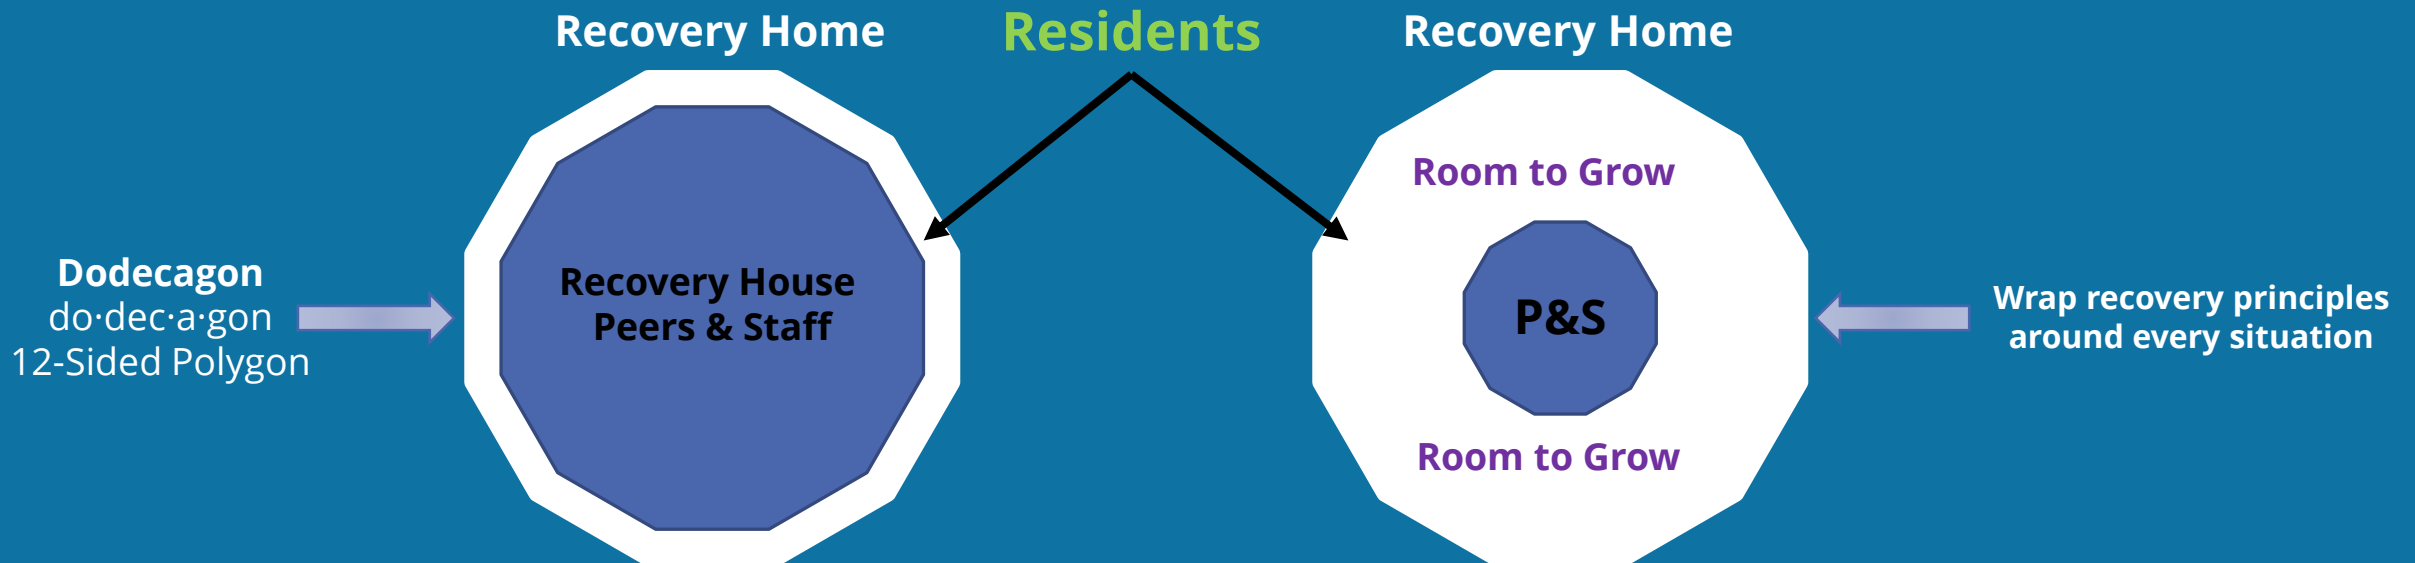 Recovery Home
Residents
Recovery Home
Dodecagon
do·dec·a·gon
12-Sided Polygon
Recovery House
Peers & Staff
Room to Grow
P&S
Room to Grow
Wrap recovery principles
around every situation